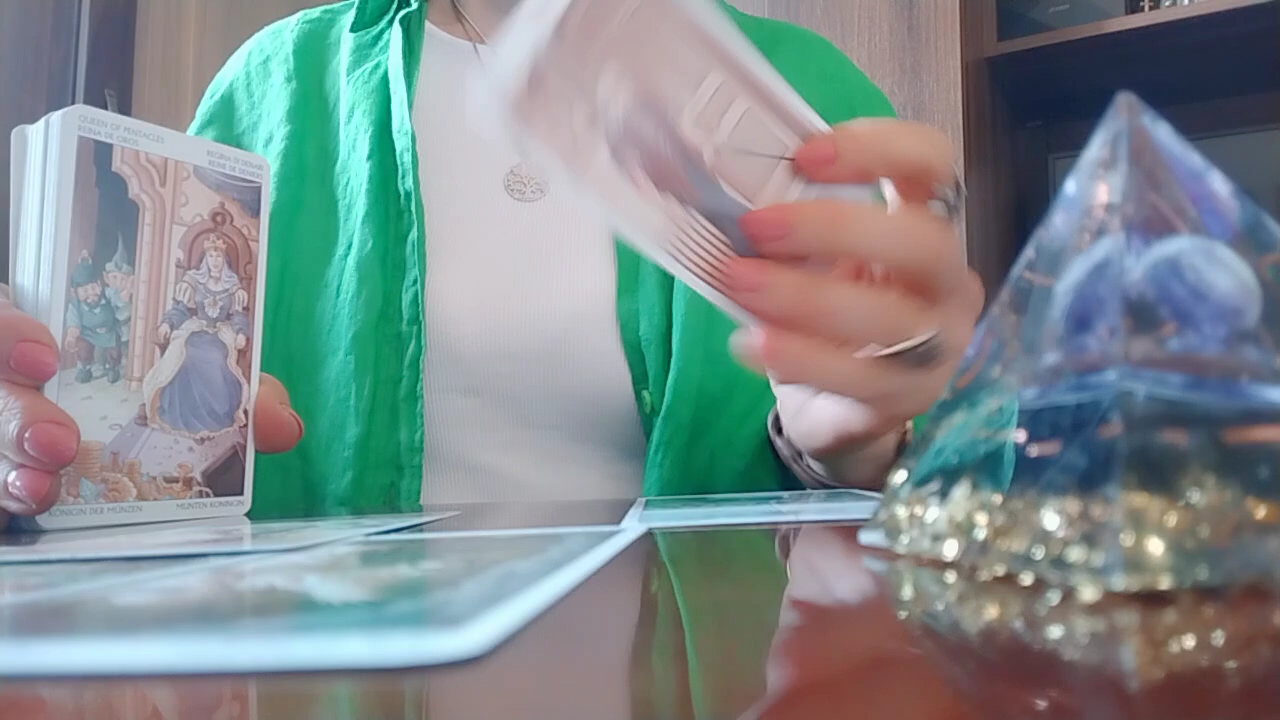 QUEEN OF PENTACLES
REINA DE OROS
REGINA DI DENARI
REINE DE DENIERS
KÖNIGIN DER MÜNZEN
MUNTEN KONINGIN